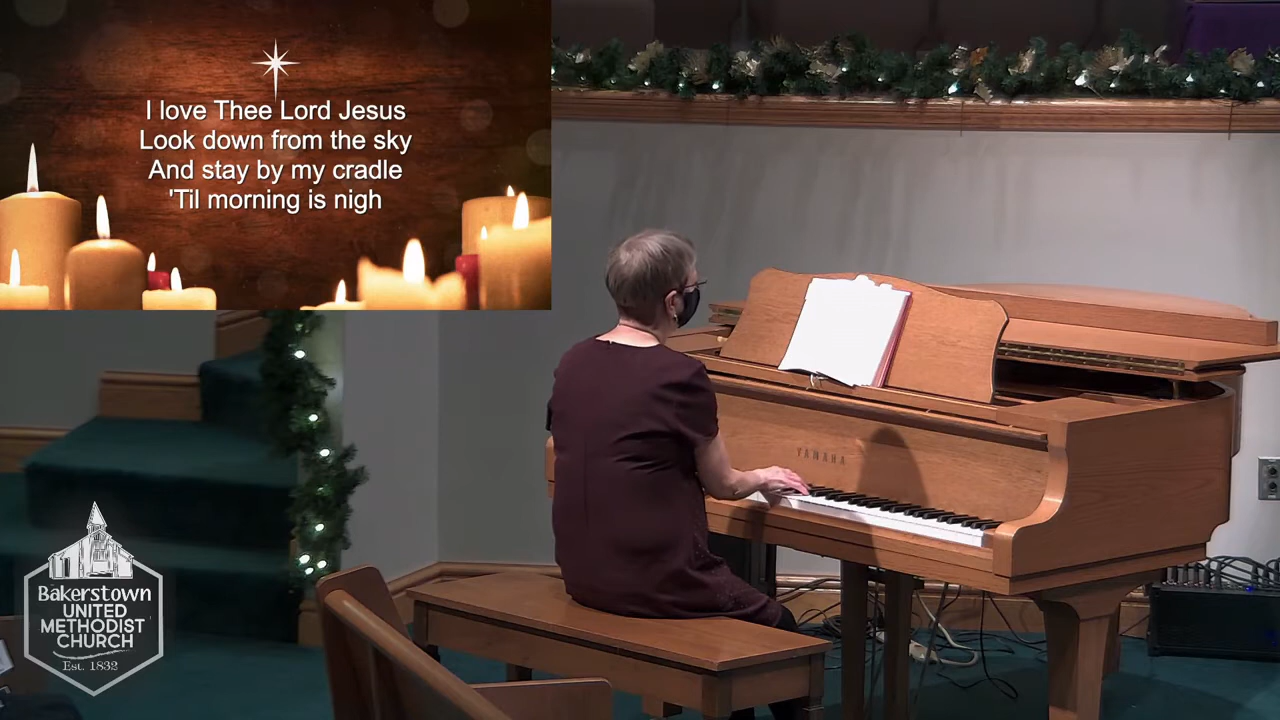 I love Thee Lord Jesus
Look down from the sky
And stay by my cradle
'Til morning is nigh
YAMAHA
Bakerstown
UNITED
METHODIST
CHURCH
Est. 1832